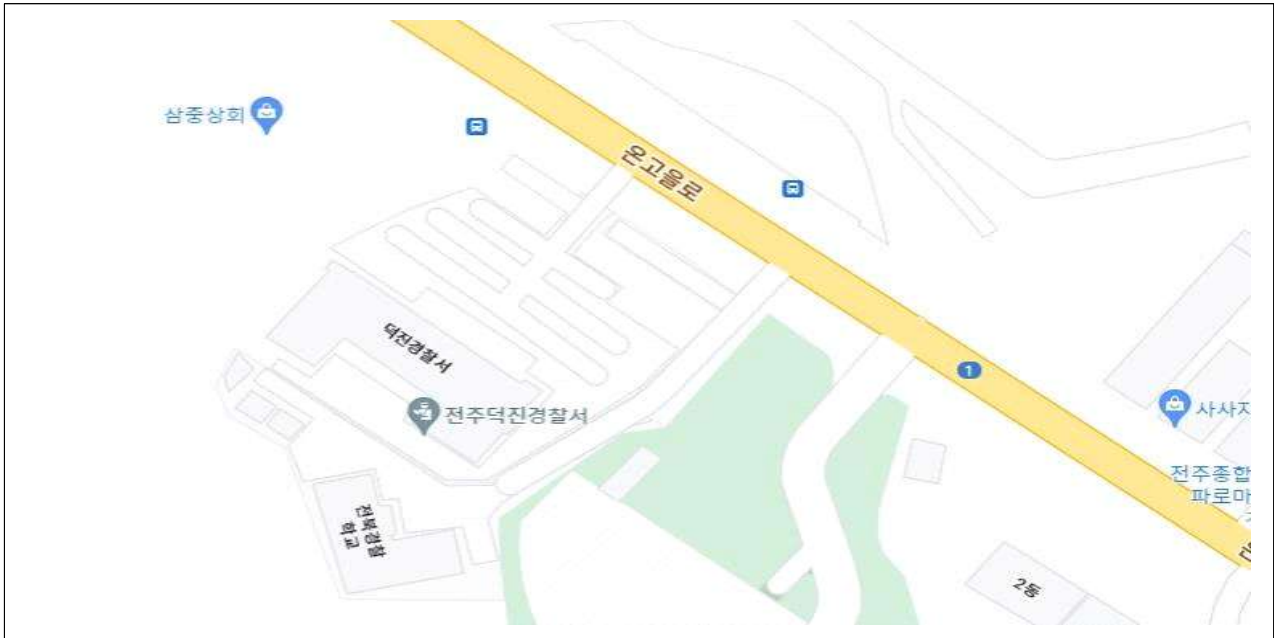 삼중상회
온고을로
덕진경찰서
전주덕진경찰서
1
사사지
전주종합
파로마
전북경찰
학교
2동